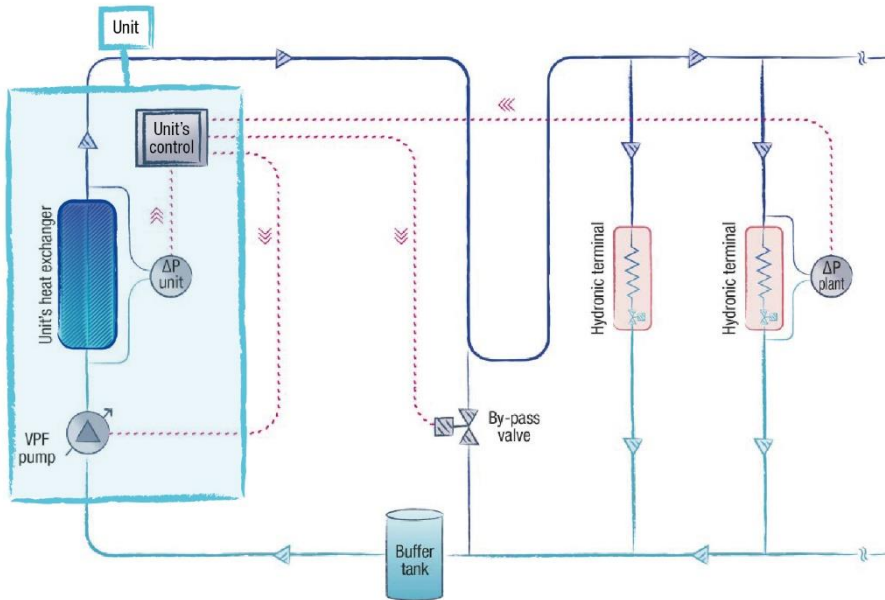 Unit
Unit's
control
Unit's heat exchanger
ΔP
unit
VPF
pump
By-pass
valve
Buffer
tank
Hydronic terminal
Hydronic terminal
ΔP
plant